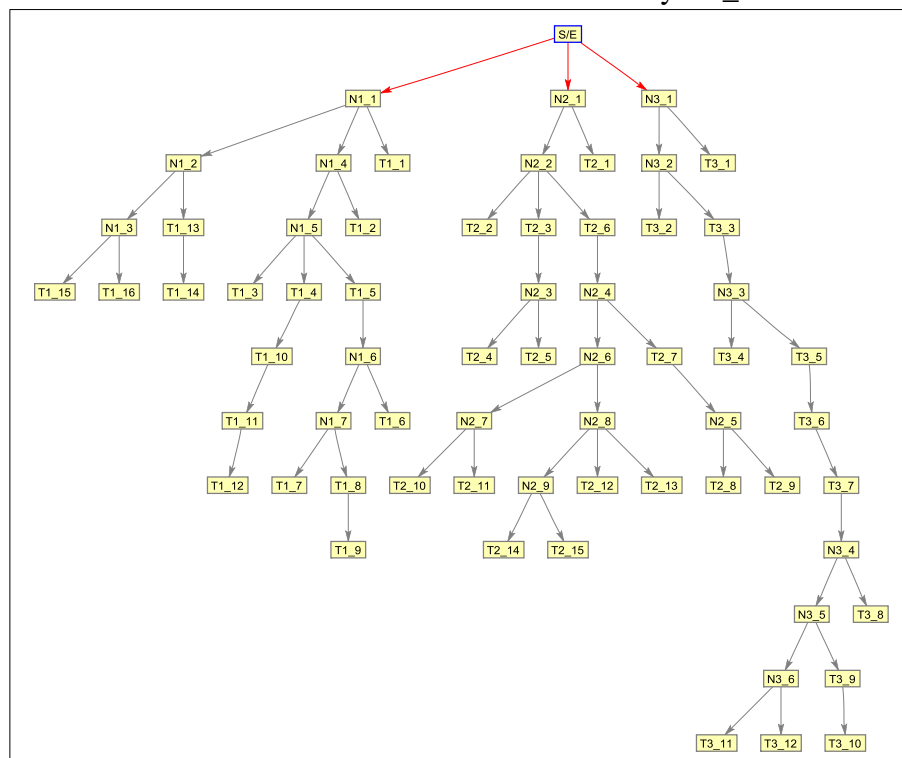 S/E
N1_1 N2_1 N3_1
N1_2 N1_4 T1_1 N2_2 T2_1 N3_2 T3_1
N1_3 T1_13 N1_5 T1_2 T2_2 T2_3 T2_6 T3_2 T3_3
T1_15 T1_16 T1_14 T1_3 T1_4 T1_5 N2_3 N2_4 N3_3
T1_10 N1_6 T2_4 T2_5 N2_6 T2_7 T3_4 T3_5
T1_11 N1_7 T1_6 N2_7 N2_8 N2_5 T3_6
T1_12 T1_7 T1_8 T2_10 T2_11 N2_9 T2_12 T2_13 T2_8 T2_9 T3_7
T1_9 T2_14 T2_15 N3_4
N3_5 T3_8
N3_6 T3_9
T3_11 T3_12 T3_10